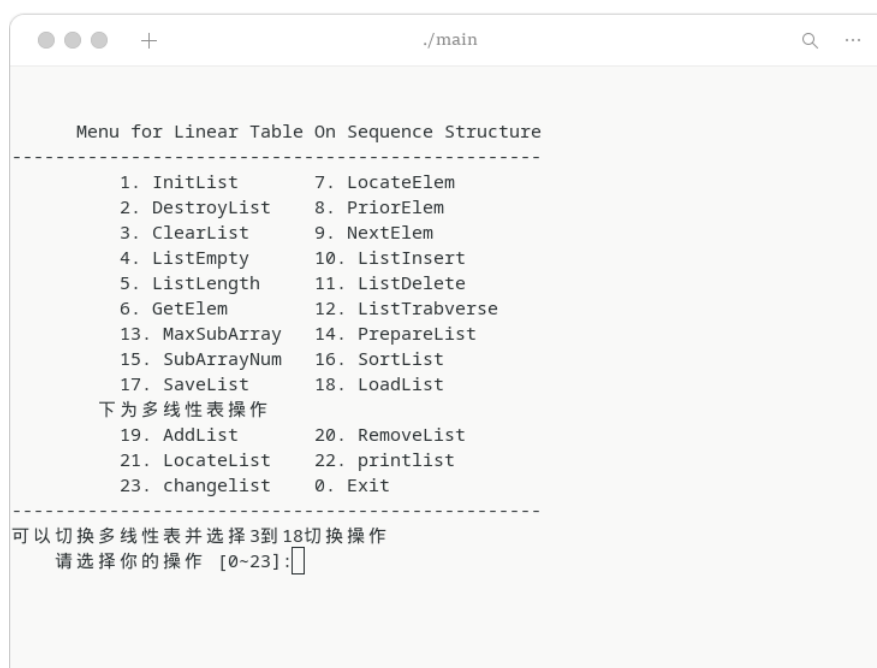 ./main
Menu for Linear Table On Sequence Structure
-------------------------------------------------
1. InitList 7. LocateElem
2. DestroyList 8. PriorElem
3. ClearList 9. NextElem
4. ListEmpty 10. ListInsert
5. ListLength 11. ListDelete
6. GetElem 12. ListTrabverse
13. MaxSubArray 14. PrepareList
15. SubArrayNum 16. SortList
17. SaveList 18. LoadList
下为多线性表操作
19. AddList 20. RemoveList
21. LocateList 22. printlist
23. changelist 0. Exit
-------------------------------------------------
可以切换多线性表并选择3到18切换操作
请选择你的操作 [0~23]: